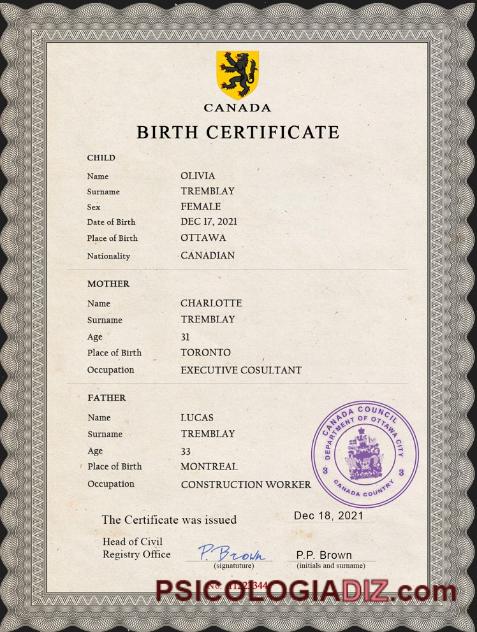 CANADA
BIRTH CERTIFICATE
CHILD
Name OLIVIA
Surname TREMBLAY
Sex FEMALE
Date of Birth DEC 17, 2021
Place of Birth OTTAWA
Nationality CANADIAN
MOTHER
Name CHARLOTTE
Surname TREMBLAY
Age 31
Place of Birth TORONTO
Occupation EXECUTIVE COSULTANT
FATHER
Name LUCAS
Surname TREMBLAY
Age 33
Place of Birth MONTREAL
Occupation CONSTRUCTION WORKER
CANADA COUNCIL
DEPARTMENT OF OTTAWA CITY
3 3
CANADA COUNTRY
The Certificate was issued Dec 18, 2021
Head of Civil
Registry Office P.Brown P.P. Brown
(signatoture) (initials and surname)
No.
PSICOLOGIADIZ.com